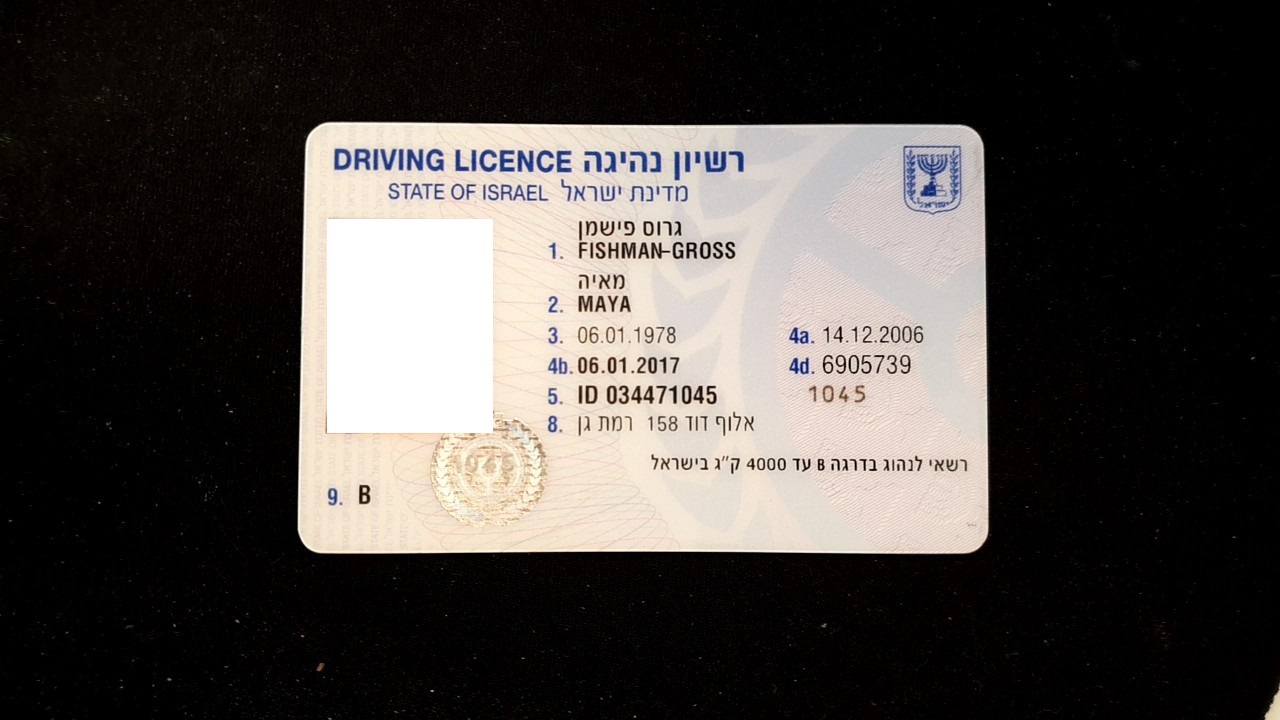 DRIVING LICENCE רשיון נהיגה
STATE OF ISRAEL מדינת ישראל
גרוס פישמן
1. FISHMAN-GROSS
מאיה
2. MAYA
3. 06.01.1978 4a. 14.12.2006
4b. 06.01.2017 4d. 6905739
5. ID 034471045 1045
8. אלוף דוד 158 רמת גן
רשאי לנהוג בדרגה B עד 4000 ק"ג בישראל
9. B